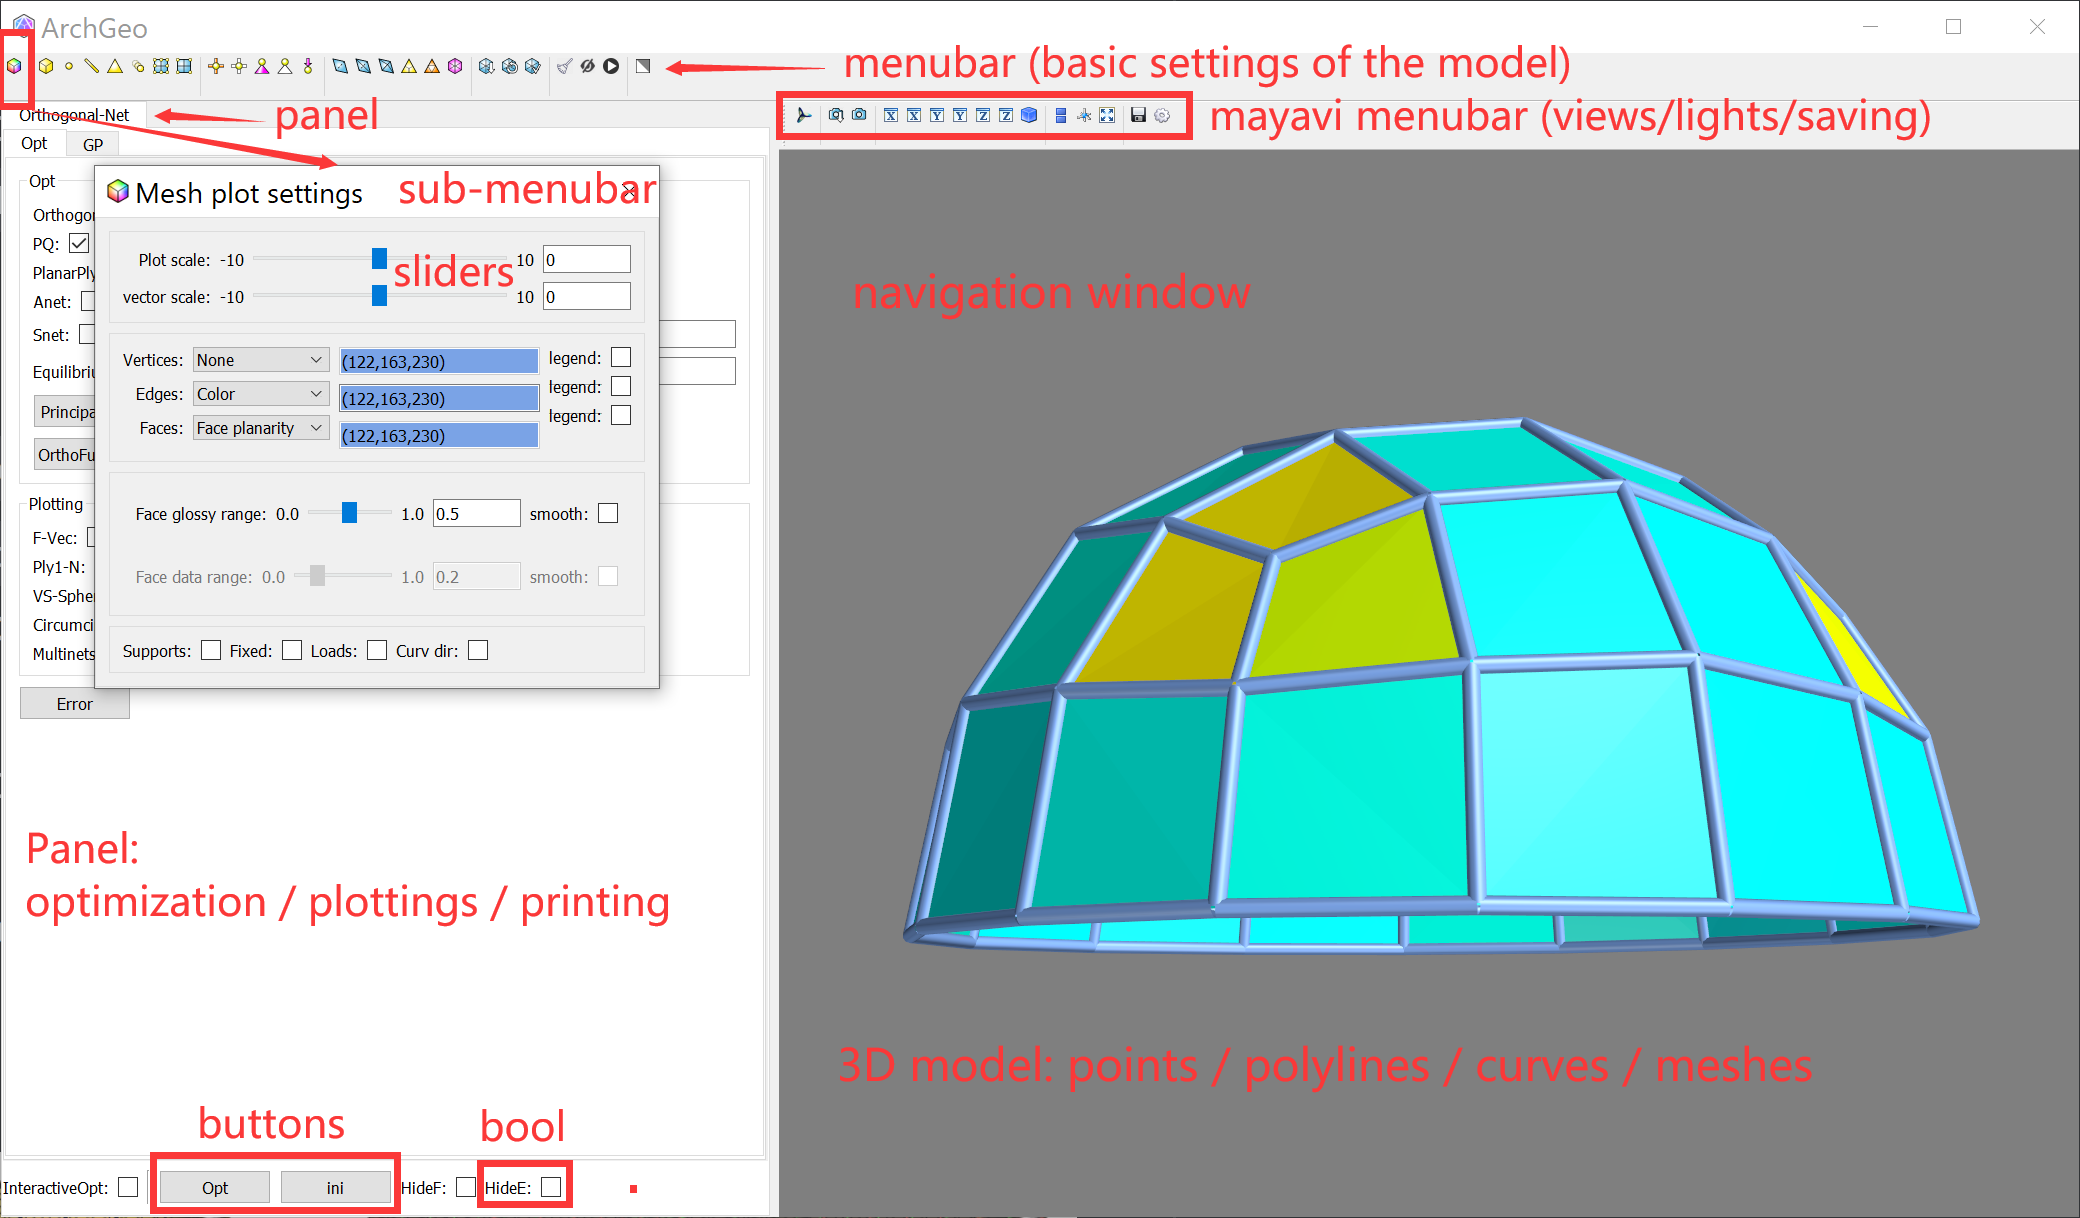 ArchGeo
menubar (basic settings of the model)
Orthogonal-Net
panel
X X Y Y Z Z
mayavi menubar (views/lights/saving)
Opt GP
Opt
Mesh plot settings
sub-menubar
Orthogon
PQ:
PlanarPly
Anet:
Snet:
Equilibriu
Principa
OrthoFu
Plot scale: -10 10 0
sliders
vector scale: -10 10 0
navigation window
Vertices: None (122,163,230) legend:
Edges: Color (122,163,230) legend:
Faces: Face planarity (122,163,230) legend:
Face glossy range: 0.0 1.0 0.5 smooth:
Face data range: 0.0 1.0 0.2 smooth:
Supports: Fixed: Loads: Curv dir:
Plotting
F-Vec:
Ply1-N:
VS-Spher
Circumci
Multinets
Error
Panel:
optimization / plottings / printing
3D model: points / polylines / curves / meshes
buttons
bool
InteractiveOpt: Opt ini HideF: HideE: